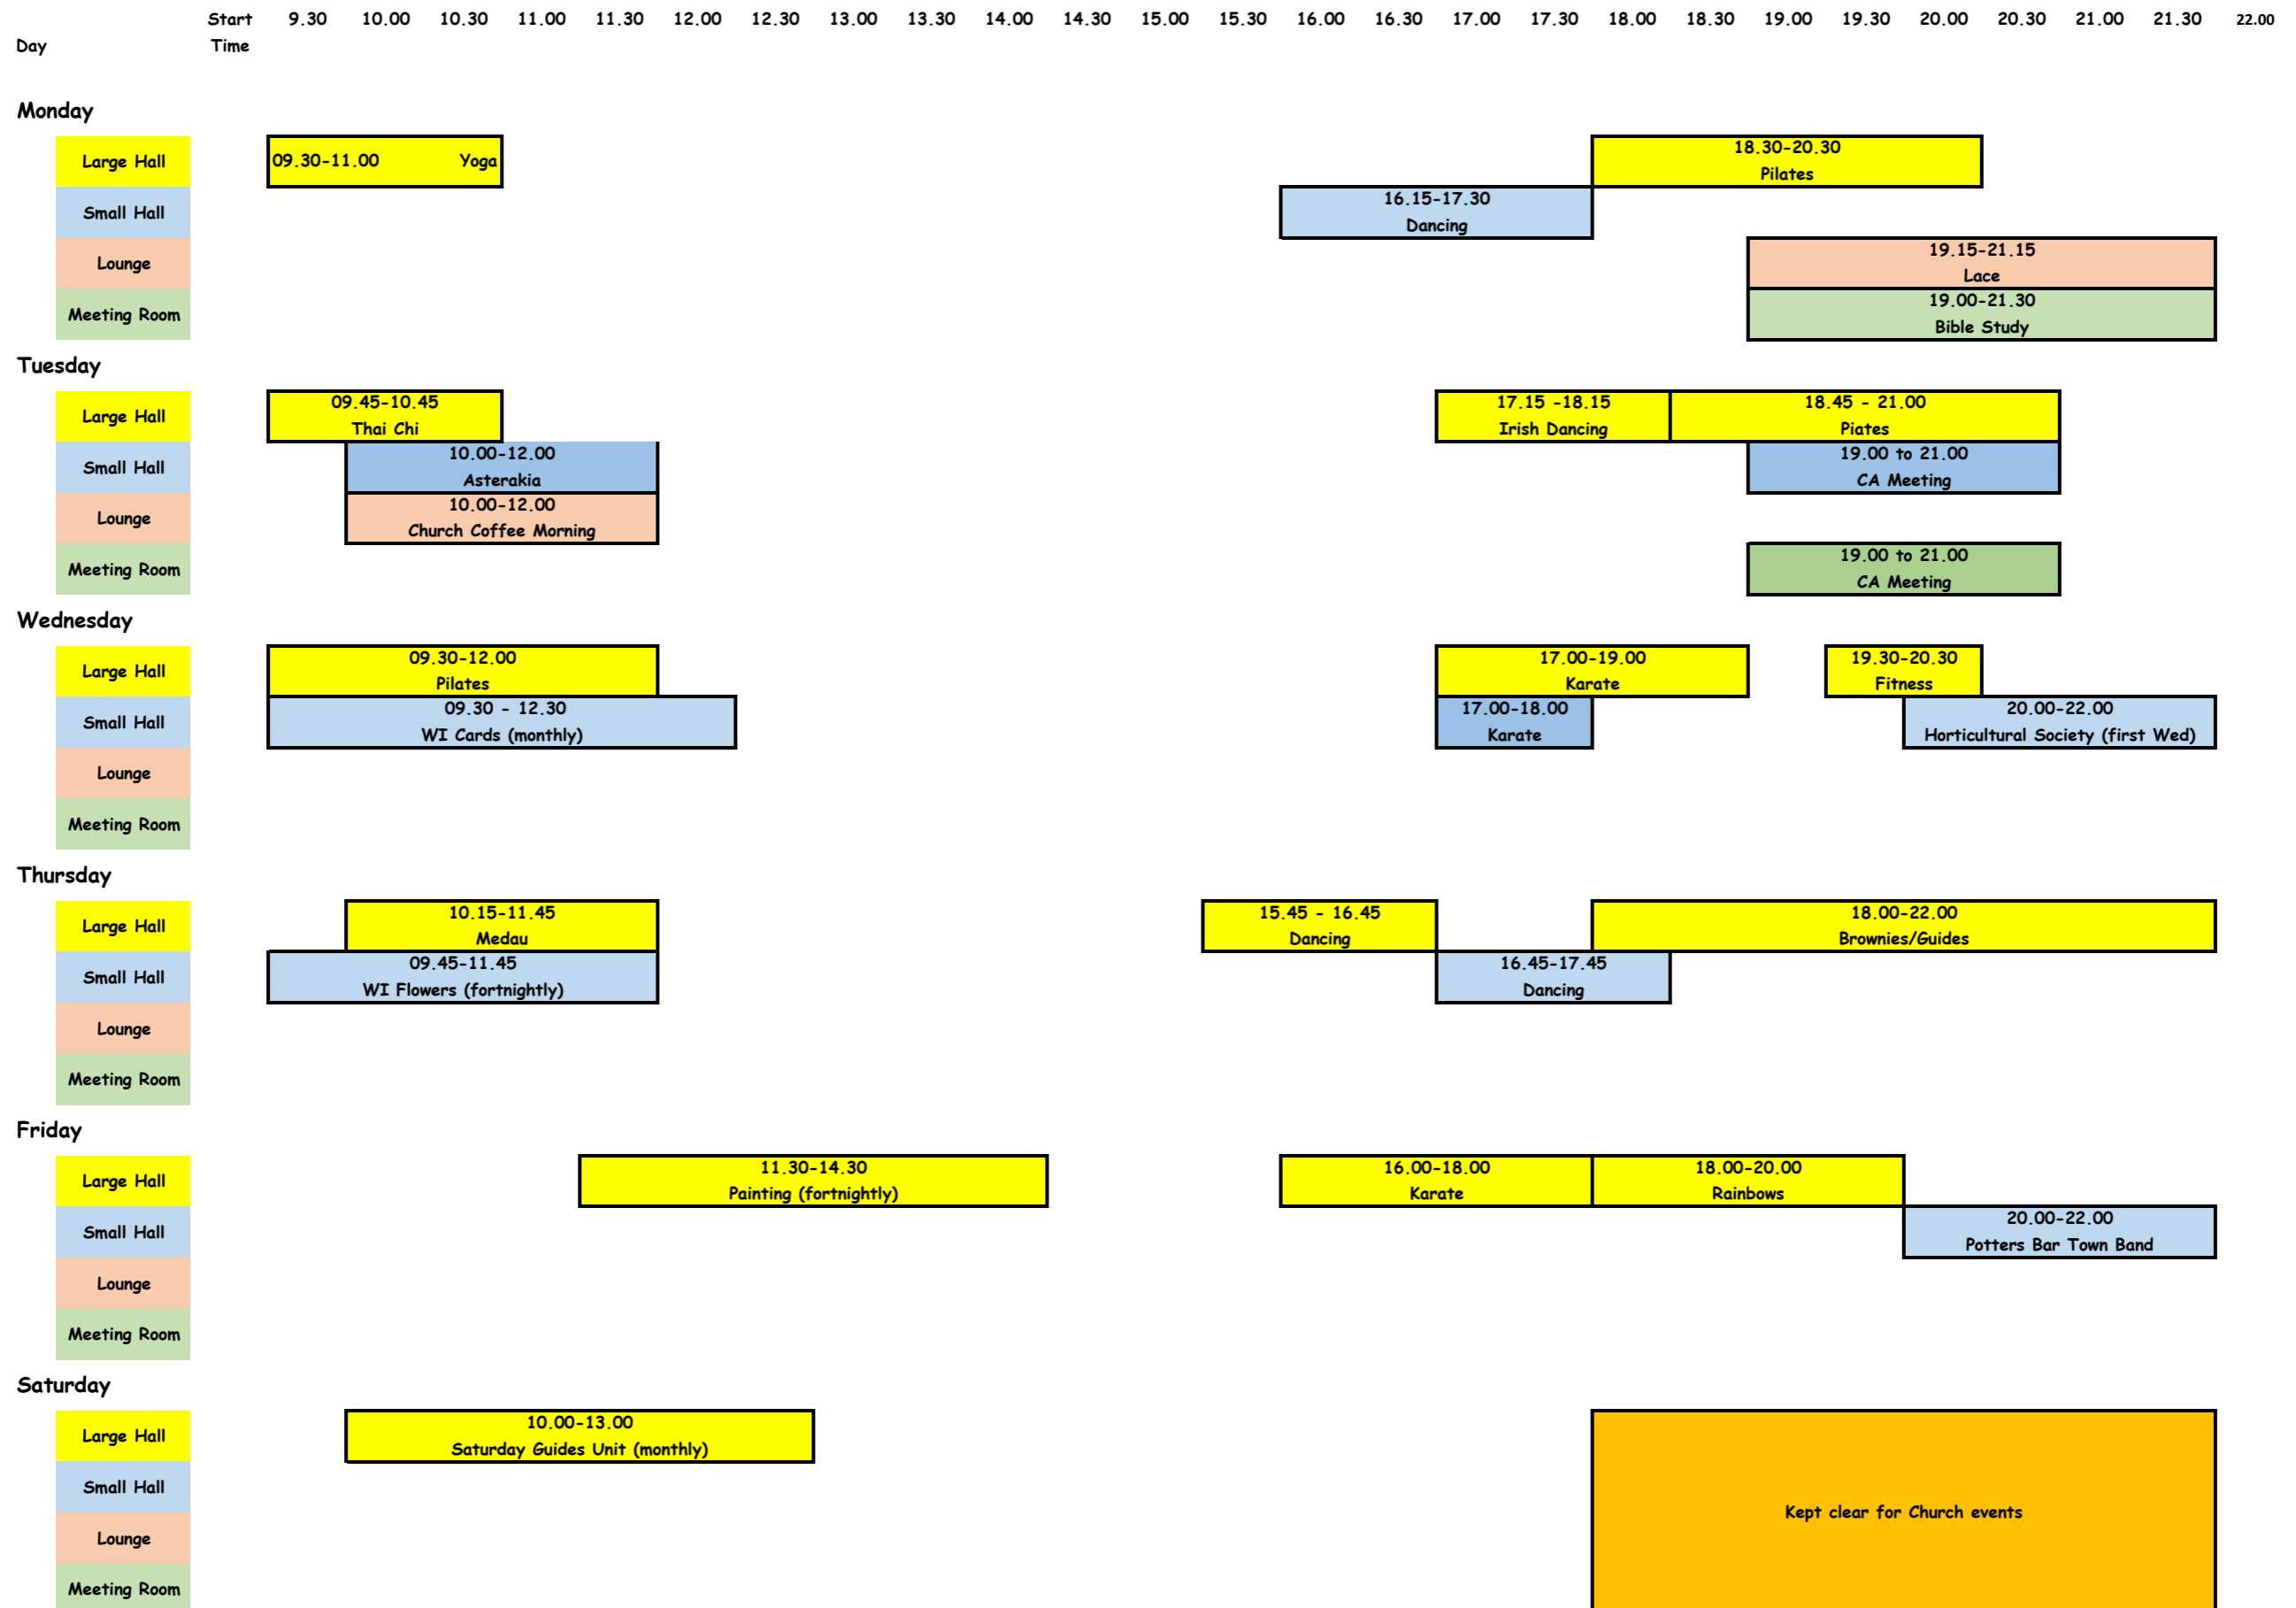 Start 9.30 10.00 10.30 11.00 11.30 12.00 12.30 13.00 13.30 14.00 14.30 15.00 15.30 16.00 16.30 17.00 17.30 18.00 18.30 19.00 19.30 20.00 20.30 21.00 21.30 22.00
Day Time
Monday
Large Hall
09.30-11.00 Yoga
18.30-20.30
Pilates
Small Hall
16.15-17.30
Dancing
Lounge
19.15-21.15
Lace
Meeting Room
19.00-21.30
Bible Study
Tuesday
Large Hall
09.45-10.45
Thai Chi
17.15 -18.15
Irish Dancing
18.45 - 21.00
Piates
Small Hall
10.00-12.00
Asterakia
19.00 to 21.00
CA Meeting
Lounge
10.00-12.00
Church Coffee Morning
Meeting Room
19.00 to 21.00
CA Meeting
Wednesday
Large Hall
09.30-12.00
Pilates
17.00-19.00
Karate
19.30-20.30
Fitness
Small Hall
09.30 - 12.30
WI Cards (monthly)
17.00-18.00
Karate
20.00-22.00
Horticultural Society (first Wed)
Lounge
Meeting Room
Thursday
Large Hall
10.15-11.45
Medau
15.45 - 16.45
Dancing
18.00-22.00
Brownies/Guides
Small Hall
09.45-11.45
WI Flowers (fortnightly)
16.45-17.45
Dancing
Lounge
Meeting Room
Friday
Large Hall
11.30-14.30
Painting (fortnightly)
16.00-18.00
Karate
18.00-20.00
Rainbows
Small Hall
20.00-22.00
Potters Bar Town Band
Lounge
Meeting Room
Saturday
Large Hall
10.00-13.00
Saturday Guides Unit (monthly)
Small Hall
Kept clear for Church events
Lounge
Meeting Room